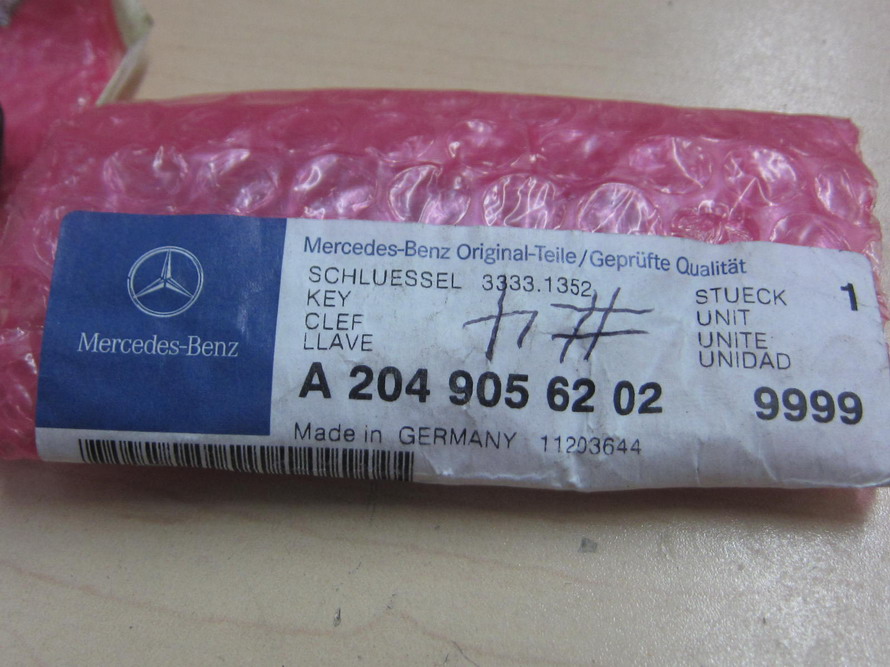 Mercedes-Benz
Mercedes-Benz Original-Teile/Geprüfte Qualität
SCHLUESSEL 3333.1352
KEY
CLEF
LLAVE
STUECK 1
UNIT
UNITE
UNIDAD
A 204 905 62 02 9999
Made in GERMANY 11203644